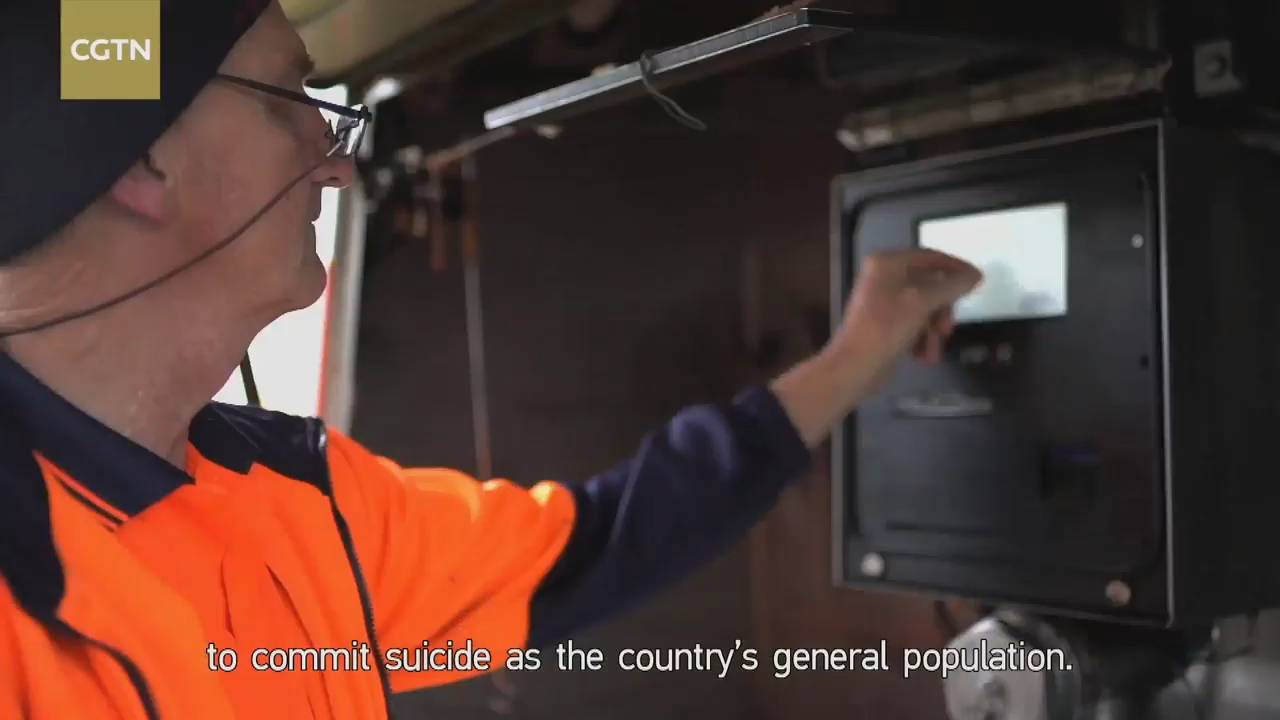 CGTN
to commit suicide as the country's general population.